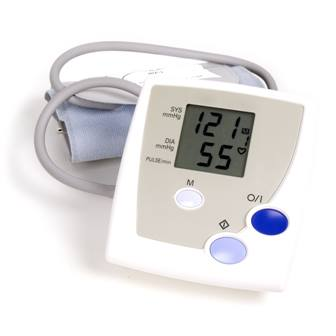 SYS
mmHg
121
DIA
mmHg
55
PULSE/min
M
O/I